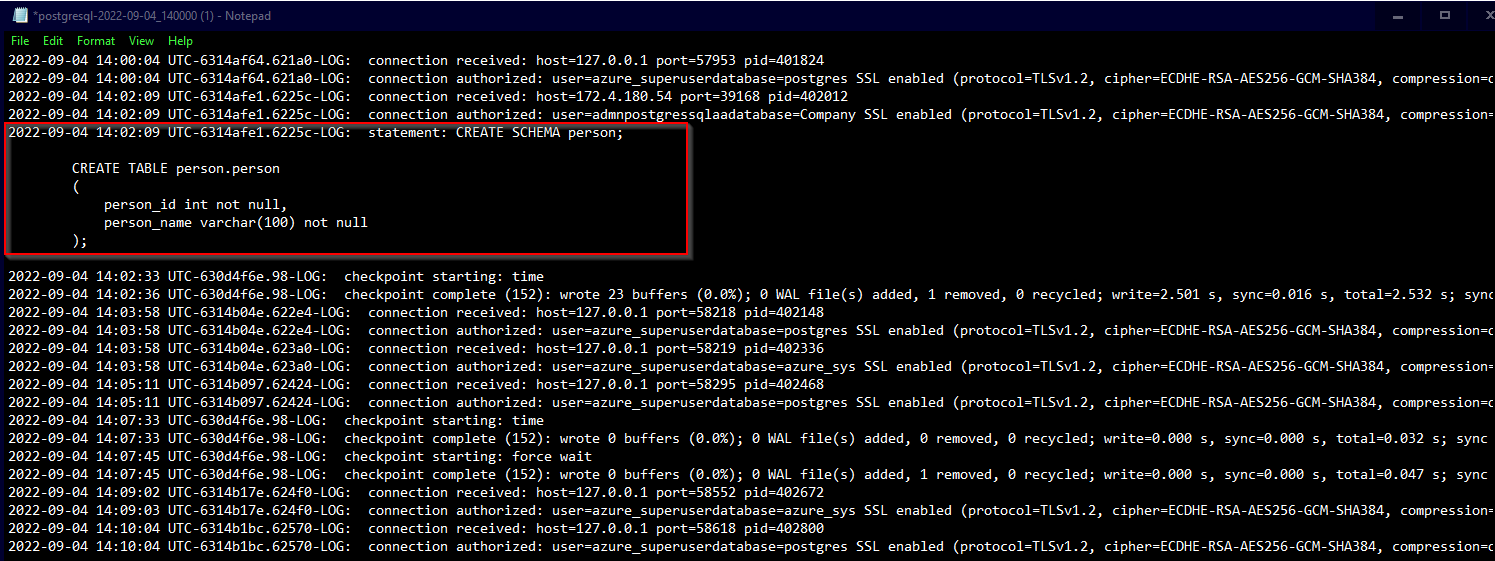 *postgresql-2022-09-04_140000 (1) - Notepad
File Edit Format View Help
2022-09-04 14:00:04 UTC-6314af64.621a0-LOG:  connection received: host=127.0.0.1 port=57953 pid=401824
2022-09-04 14:00:04 UTC-6314af64.621a0-LOG:  connection authorized: user=azure_superuserdatabase=postgres SSL enabled (protocol=TLSv1.2, cipher=ECDHE-RSA-AES256-GCM-SHA384, compression=
2022-09-04 14:02:09 UTC-6314afe1.6225c-LOG:  connection received: host=172.4.180.54 port=39168 pid=402012
2022-09-04 14:02:09 UTC-6314afe1.6225c-LOG:  connection authorized: user=admnpostgressqlaadatabase=Company SSL enabled (protocol=TLSv1.2, cipher=ECDHE-RSA-AES256-GCM-SHA384, compression=
2022-09-04 14:02:09 UTC-6314afe1.6225c-LOG:  statement: CREATE SCHEMA person;
CREATE TABLE person.person
(
person_id int not null,
person_name varchar(100) not null
);
2022-09-04 14:02:33 UTC-630d4f6e.98-LOG:  checkpoint starting: time
2022-09-04 14:02:36 UTC-630d4f6e.98-LOG:  checkpoint complete (152): wrote 23 buffers (0.0%); 0 WAL file(s) added, 1 removed, 0 recycled; write=2.501 s, sync=0.016 s, total=2.532 s; sync
2022-09-04 14:03:58 UTC-6314b04e.622e4-LOG:  connection received: host=127.0.0.1 port=58218 pid=402148
2022-09-04 14:03:58 UTC-6314b04e.622e4-LOG:  connection authorized: user=azure_superuserdatabase=postgres SSL enabled (protocol=TLSv1.2, cipher=ECDHE-RSA-AES256-GCM-SHA384, compression=
2022-09-04 14:03:58 UTC-6314b04e.623a0-LOG:  connection received: host=127.0.0.1 port=58219 pid=402336
2022-09-04 14:03:58 UTC-6314b04e.623a0-LOG:  connection authorized: user=azure_superuserdatabase=azure_sys SSL enabled (protocol=TLSv1.2, cipher=ECDHE-RSA-AES256-GCM-SHA384, compression=
2022-09-04 14:05:11 UTC-6314b097.62424-LOG:  connection received: host=127.0.0.1 port=58295 pid=402468
2022-09-04 14:05:11 UTC-6314b097.62424-LOG:  connection authorized: user=azure_superuserdatabase=postgres SSL enabled (protocol=TLSv1.2, cipher=ECDHE-RSA-AES256-GCM-SHA384, compression=
2022-09-04 14:07:33 UTC-630d4f6e.98-LOG:  checkpoint starting: time
2022-09-04 14:07:33 UTC-630d4f6e.98-LOG:  checkpoint complete (152): wrote 0 buffers (0.0%); 0 WAL file(s) added, 0 removed, 0 recycled; write=0.000 s, sync=0.000 s, total=0.032 s; sync
2022-09-04 14:07:45 UTC-630d4f6e.98-LOG:  checkpoint starting: force wait
2022-09-04 14:07:45 UTC-630d4f6e.98-LOG:  checkpoint complete (152): wrote 0 buffers (0.0%); 0 WAL file(s) added, 1 removed, 0 recycled; write=0.000 s, sync=0.000 s, total=0.047 s; sync
2022-09-04 14:09:02 UTC-6314b17e.624f0-LOG:  connection received: host=127.0.0.1 port=58552 pid=402672
2022-09-04 14:09:03 UTC-6314b17e.624f0-LOG:  connection authorized: user=azure_superuserdatabase=azure_sys SSL enabled (protocol=TLSv1.2, cipher=ECDHE-RSA-AES256-GCM-SHA384, compression=
2022-09-04 14:10:04 UTC-6314b1bc.62570-LOG:  connection received: host=127.0.0.1 port=58618 pid=402800
2022-09-04 14:10:04 UTC-6314b1bc.62570-LOG:  connection authorized: user=azure_superuserdatabase=postgres SSL enabled (protocol=TLSv1.2, cipher=ECDHE-RSA-AES256-GCM-SHA384, compression=